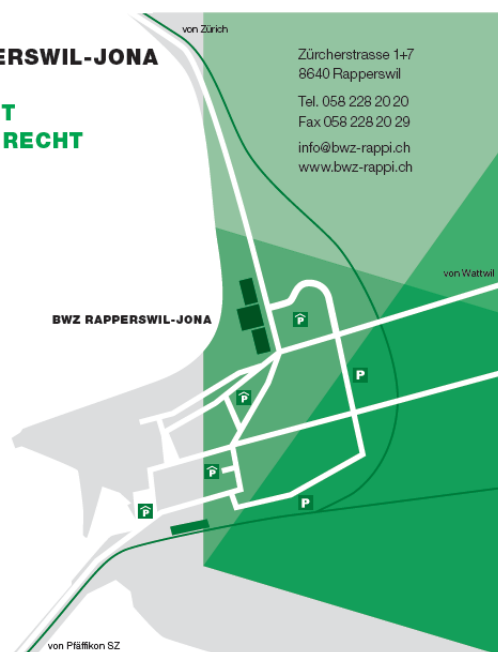 von Zürich
ERSWIL-JONA
T
RECHT
Zürcherstrasse 1+7
8640 Rapperswil
Tel. 058 228 20 20
Fax 058 228 20 29
info@bwz-rappi.ch
www.bwz-rappi.ch
von Wattwil
BWZ RAPPERSWIL-JONA
P
P
P
P
P
P
von Pfäffikon SZ